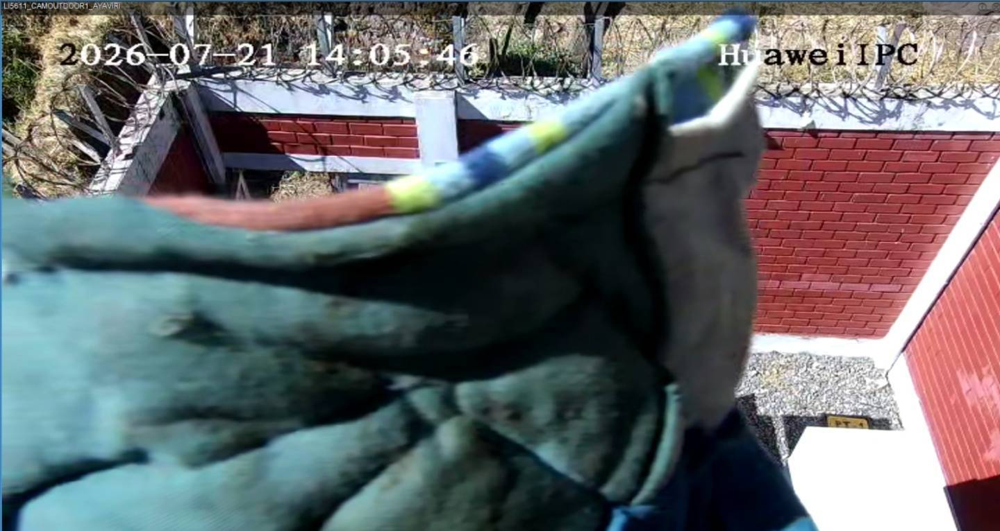 LI5611_CAMOUTDOOR1_AYAVIRI
2026-07-21 14:05:46
HuaweiIPC
PT-1